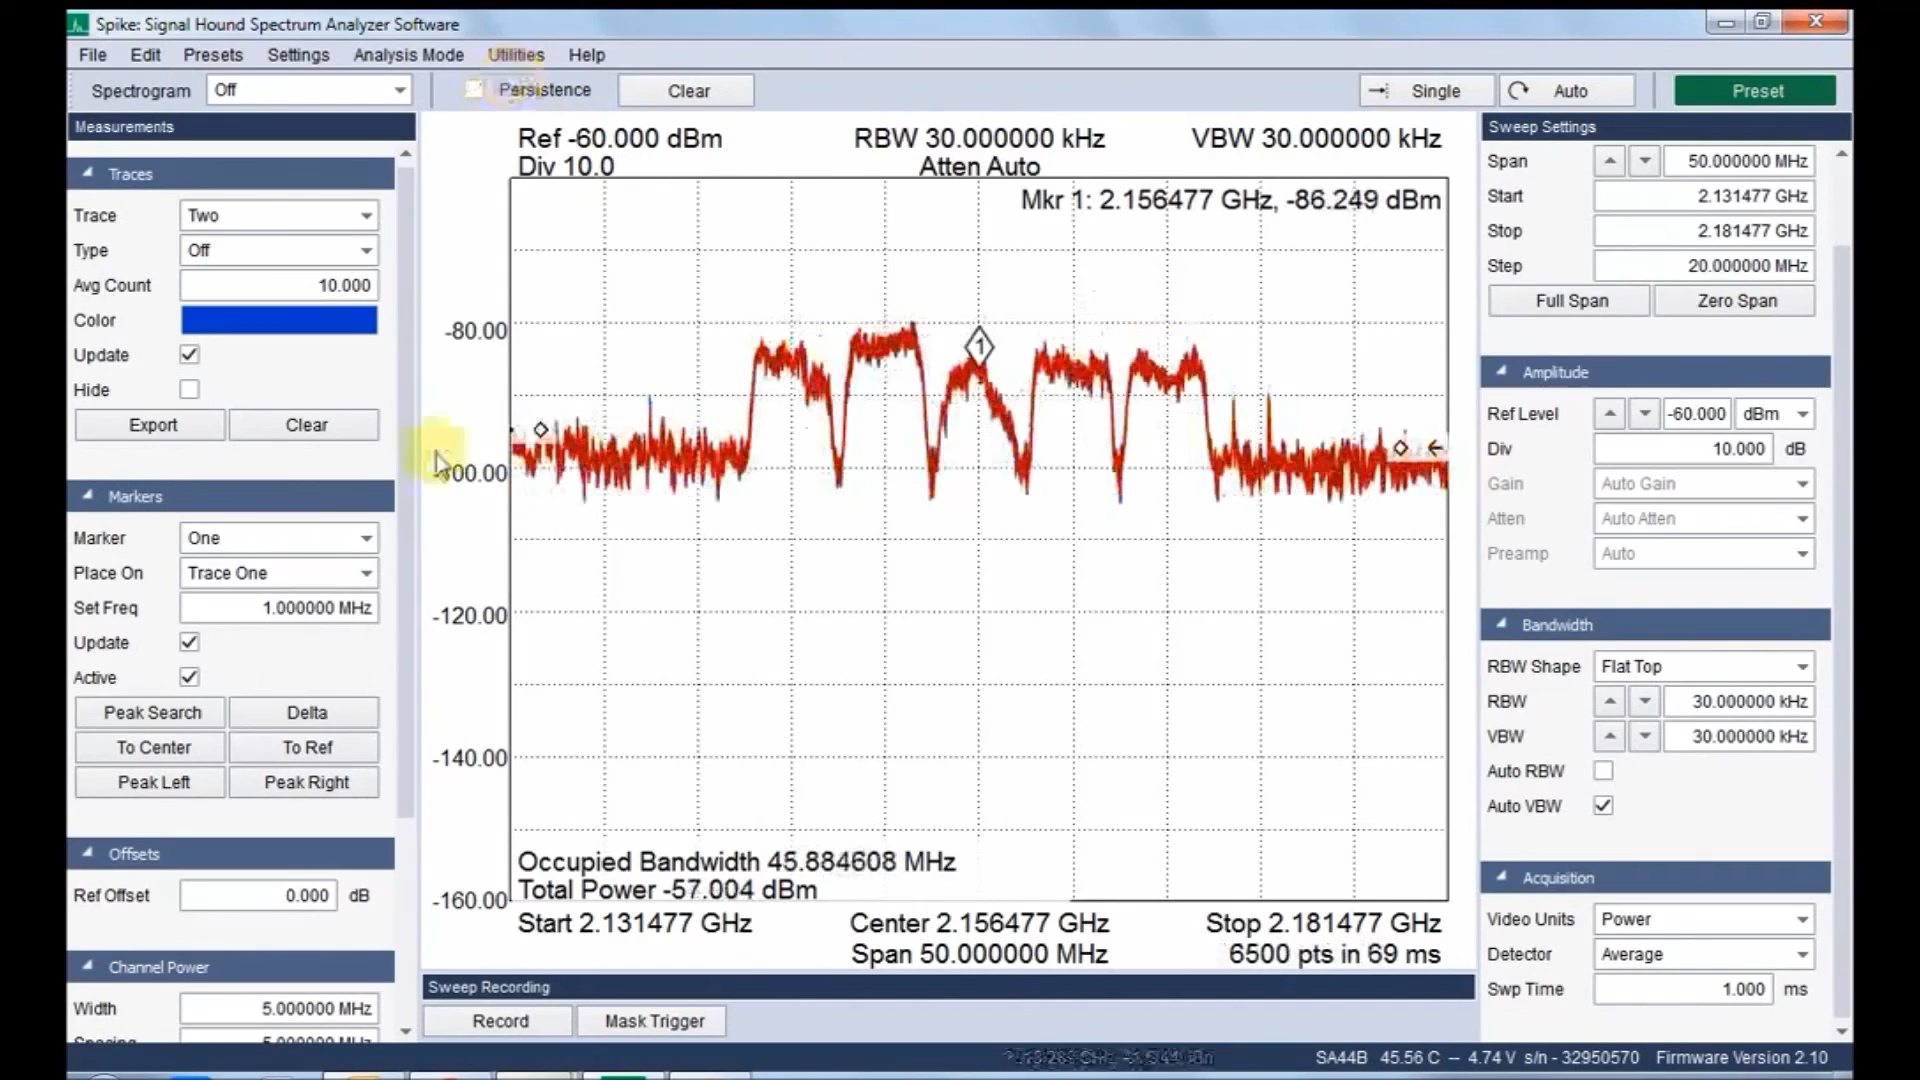 Spike: Signal Hound Spectrum Analyzer Software
File Edit Presets Settings Analysis Mode Utilities Help
Spectrogram Off Persistence Clear Single Auto Preset
Measurements
Traces
Trace Two
Type Off
Avg Count 10.000
Color
Update
Hide
Export Clear
Markers
Marker One
Place On Trace One
Set Freq 1.000000 MHz
Update
Active
Peak Search Delta
To Center To Ref
Peak Left Peak Right
Offsets
Ref Offset 0.000 dB
Channel Power
Width 5.000000 MHz
Spacing 5.000000 MHz
Ref -60.000 dBm RBW 30.000000 kHz VBW 30.000000 kHz
Div 10.0 Atten Auto
Mkr 1: 2.156477 GHz, -86.249 dBm
1
-80.00
-120.00
-140.00
-160.00
Occupied Bandwidth 45.884608 MHz
Total Power -57.004 dBm
Start 2.131477 GHz Center 2.156477 GHz Stop 2.181477 GHz
Span 50.000000 MHz 6500 pts in 69 ms
Sweep Recording
Record Mask Trigger
Sweep Settings
Span 50.000000 MHz
Start 2.131477 GHz
Stop 2.181477 GHz
Step 20.000000 MHz
Full Span Zero Span
Amplitude
Ref Level -60.000 dBm
Div 10.000 dB
Gain Auto Gain
Atten Auto Atten
Preamp Auto
Bandwidth
RBW Shape Flat Top
RBW 30.000000 kHz
VBW 30.000000 kHz
Auto RBW
Auto VBW
Acquisition
Video Units Power
Detector Average
Swp Time 1.000 ms
SA44B 45.56 C -- 4.74 V s/n - 32950570 Firmware Version 2.10